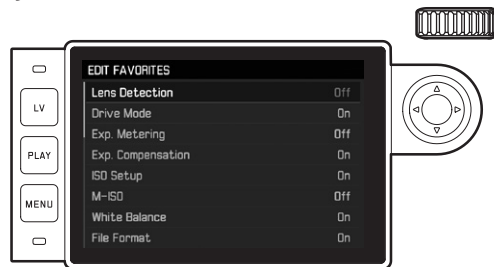 EDIT FAVORITES
Lens Detection Off
Drive Mode On
Exp. Metering Off
Exp. Compensation On
ISO Setup On
M-ISO Off
White Balance On
File Format On
LV
PLAY
MENU